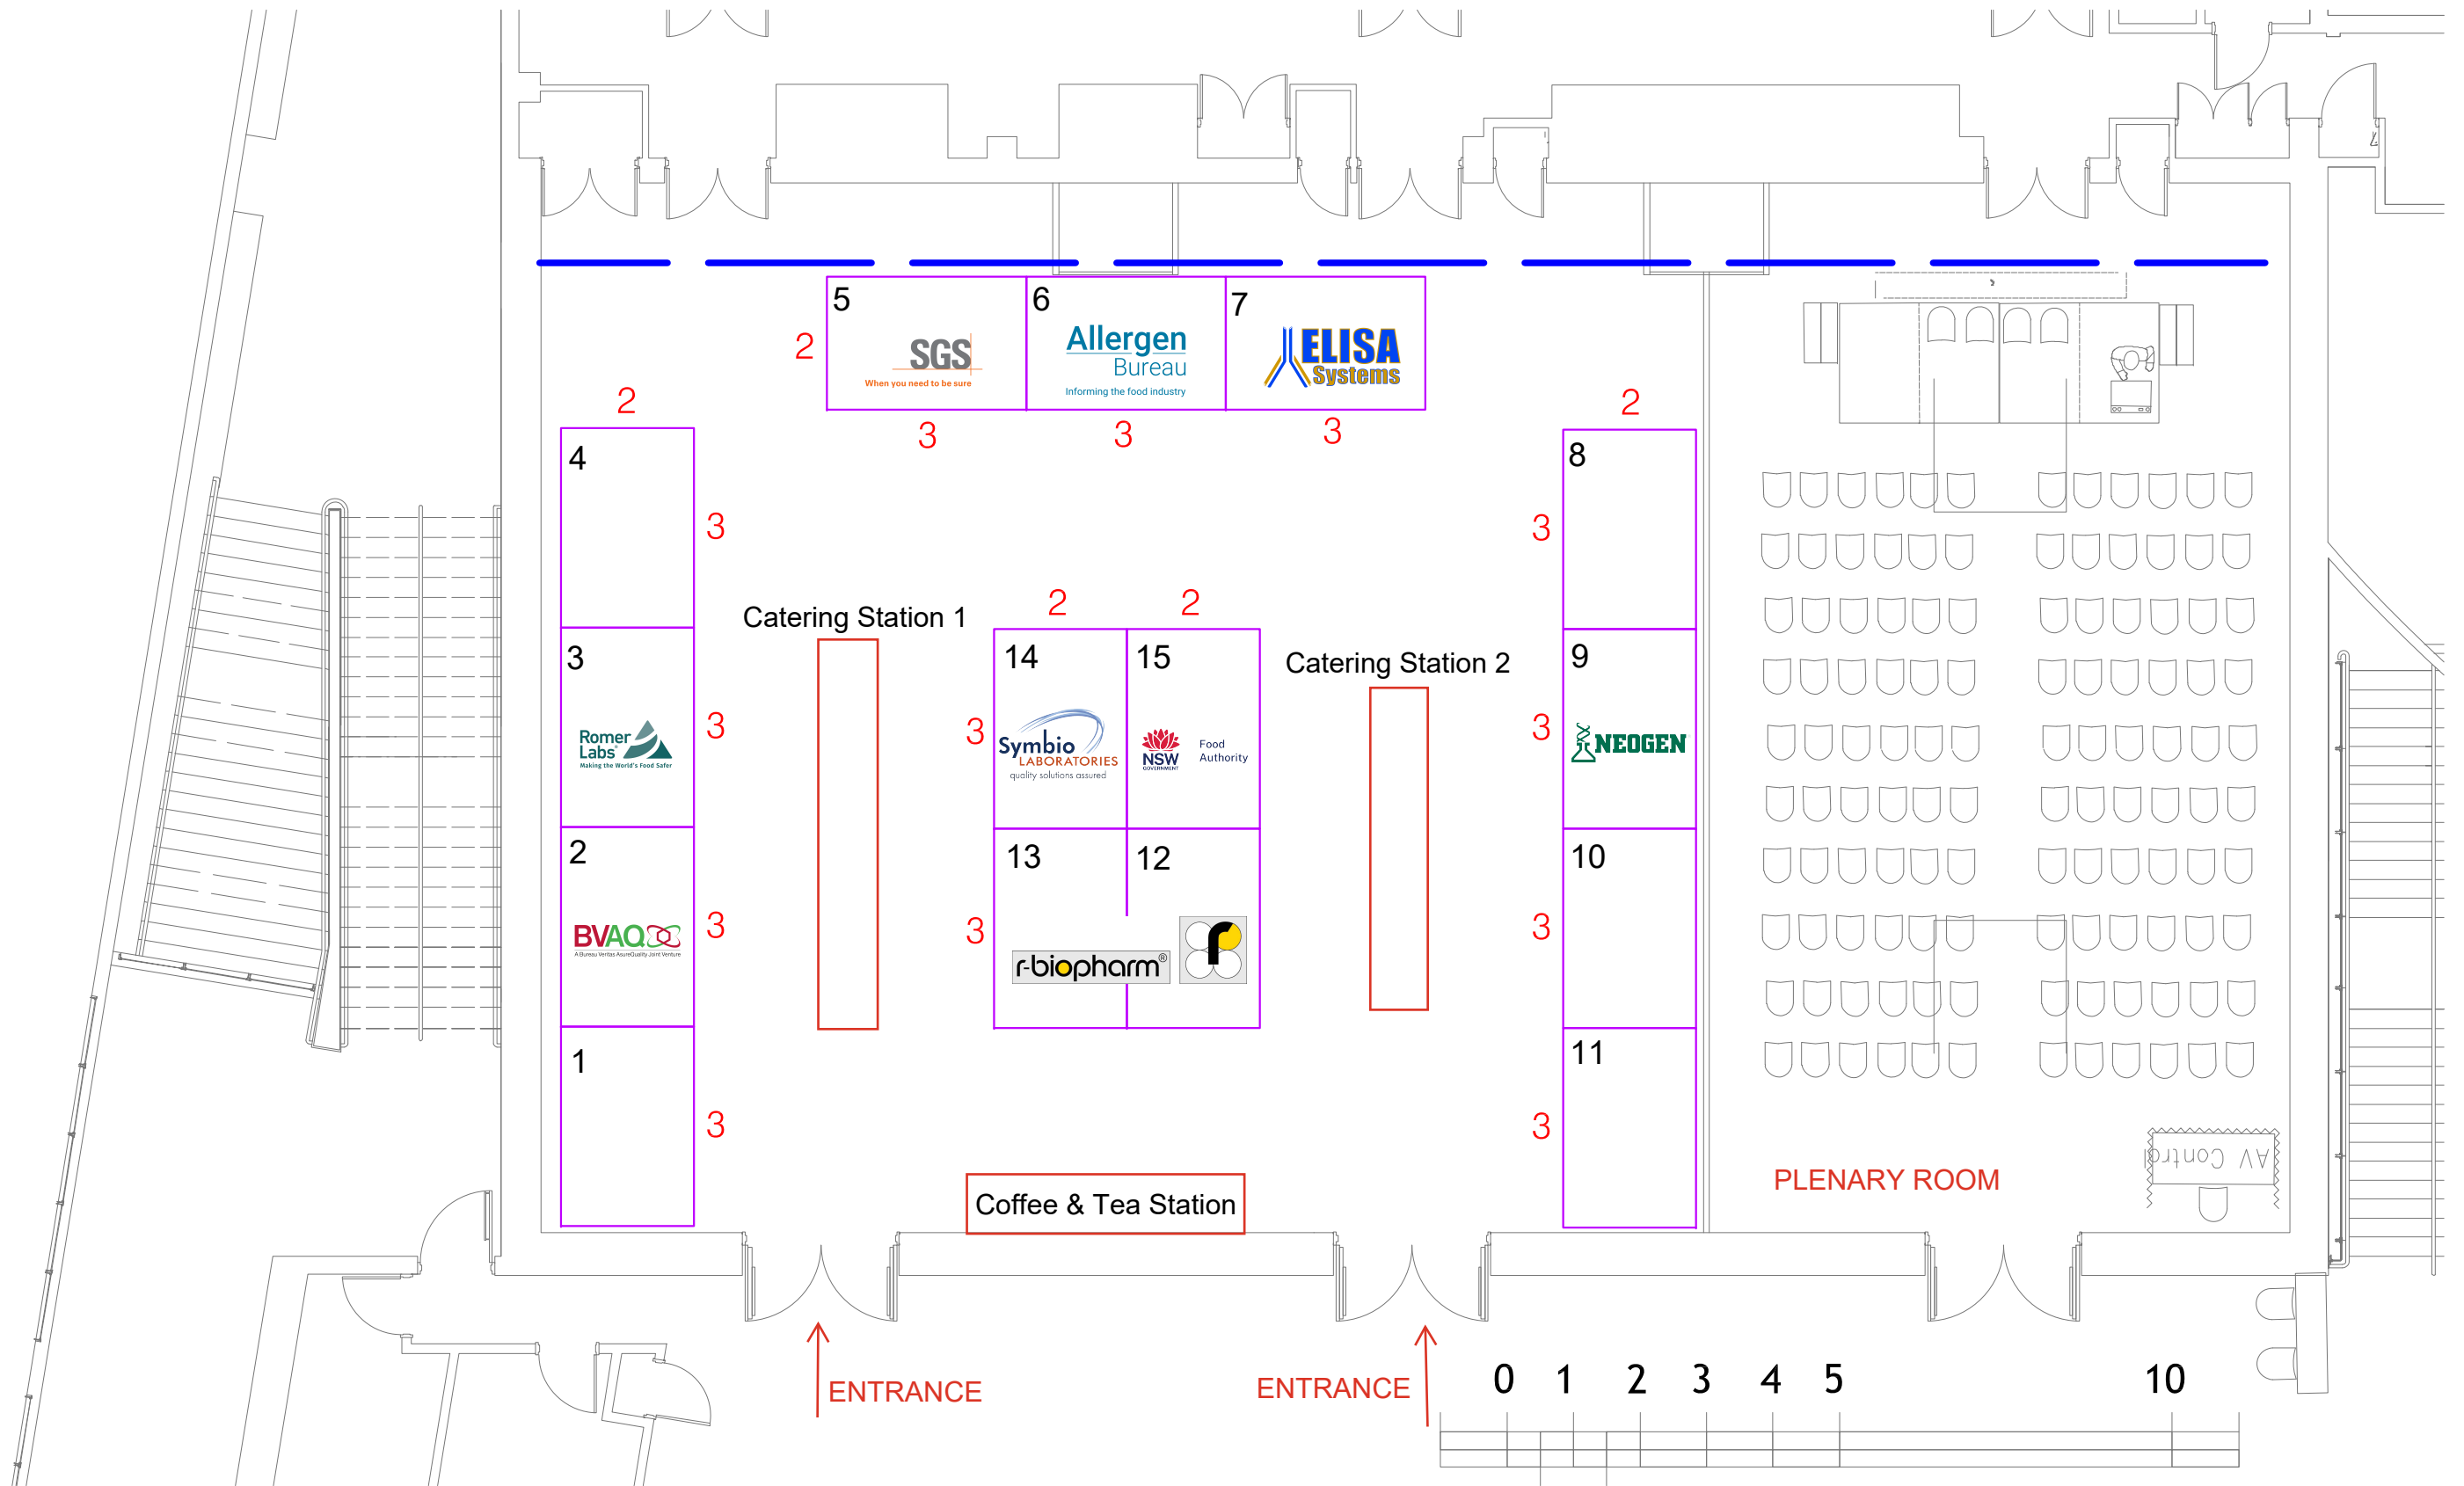 5
6
7
SGS
When you need to be sure
Allergen
Bureau
Informing the food industry
ELISA
Systems
2
3
3
3
2
4
3
2
8
3
Catering Station 1
2
2
Catering Station 2
3
Romer
Labs®
Making the World's Food Safer
3
14
15
3
Symbio
LABORATORIES
quality solutions assured
NSW
GOVERNMENT
Food
Authority
9
3
NEOGEN
2
BVAQ
A Bureau Veritas AsureQuality Joint Venture
3
13
12
3
r-biopharm®
r
10
3
1
3
11
3
Coffee & Tea Station
PLENARY ROOM
AV Control
ENTRANCE
ENTRANCE
0 1 2 3 4 5 10